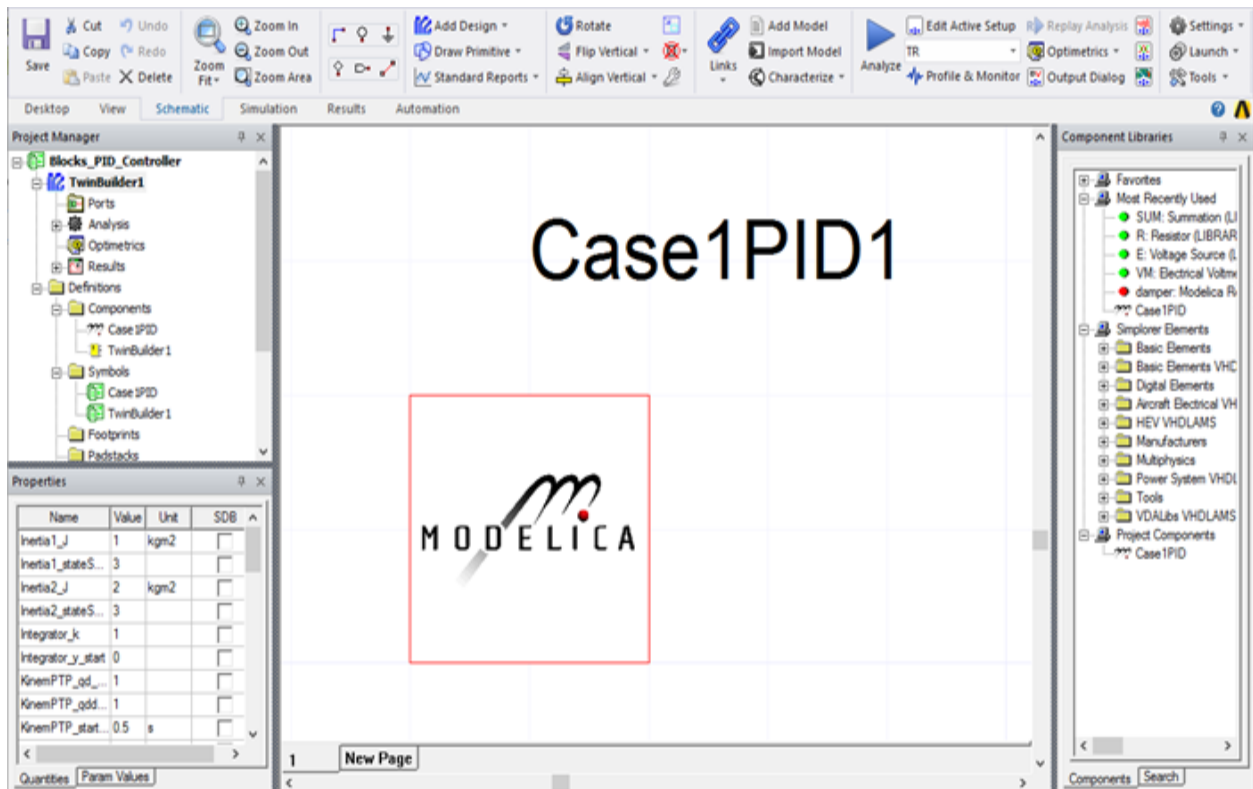 Cut
Undo
Zoom In
Add Design
Rotate
Add Model
Edit Active Setup
Replay Analysis
Settings
Copy
Redo
Zoom Out
Draw Primitive
Flip Vertical
Import Model
TR
Optimetrics
Launch
Save
Paste
Delete
Zoom Fit
Zoom Area
Standard Reports
Align Vertical
Links
Characterize
Analyze
Profile & Monitor
Output Dialog
Tools
Desktop
View
Schematic
Simulation
Results
Automation
Project Manager
Blocks_PID_Controller
TwinBuilder1
Ports
Analysis
Optimetrics
Results
Definitions
Components
Case1PID
TwinBuilder1
Symbols
Case1PID
TwinBuilder1
Footprints
Padstacks
Properties
Name Value Unit SDB
Inertia1_J 1 kgm2
Inertia1_stateS... 3
Inertia2_J 2 kgm2
Inertia2_stateS... 3
Integrator_k 1
Integrator_y_start 0
KinemPTP_qd_... 1
KinemPTP_qdd... 1
KinemPTP_start... 0.5 s
Quantities Param Values
Case1PID1
MODELICA
1 New Page
Component Libraries
Favorites
Most Recently Used
SUM: Summation (LI
R: Resistor (LIBRAR
E: Voltage Source (L
VM: Electrical Voltme
damper: Modelica R
Case1PID
Simplorer Elements
Basic Elements
Basic Elements VHD
Digital Elements
Aircraft Electrical VH
HEV VHDLAMS
Manufacturers
Multiphysics
Power System VHDL
Tools
VDALibs VHDLAMS
Project Components
Case1PID
Components Search